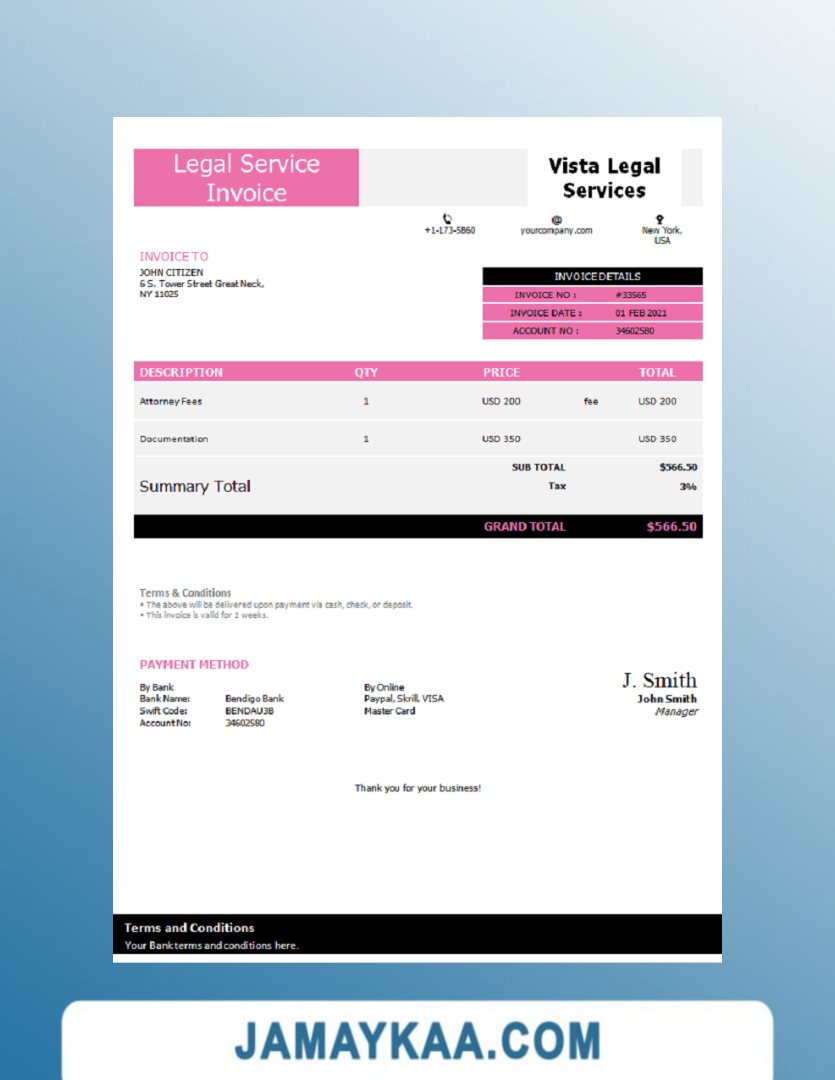 Legal Service
Invoice
Vista Legal
Services
+1-173-5860
@
yourcompany.com
New York,
USA
INVOICE TO
JOHN CITIZEN
6 S. Tower Street Great Neck,
NY 11025
INVOICE DETAILS
INVOICE NO : #33565
INVOICE DATE : 01 FEB 2021
ACCOUNT NO : 34602580
DESCRIPTION QTY PRICE TOTAL
Attorney Fees 1 USD 200 fee USD 200
Documentation 1 USD 350 USD 350
SUB TOTAL $566.50
Summary Total Tax 3%
GRAND TOTAL $566.50
Terms & Conditions
• The above will be delivered upon payment via cash, check, or deposit.
• This invoice is valid for 2 weeks.
PAYMENT METHOD
By Bank
Bank Name: Bendigo Bank
Swift Code: BENDAU3B
Account No: 34602580
By Online
Paypal, Skrill, VISA
Master Card
J. Smith
John Smith
Manager
Thank you for your business!
Terms and Conditions
Your Bank terms and conditions here.
JAMAYKAA.COM